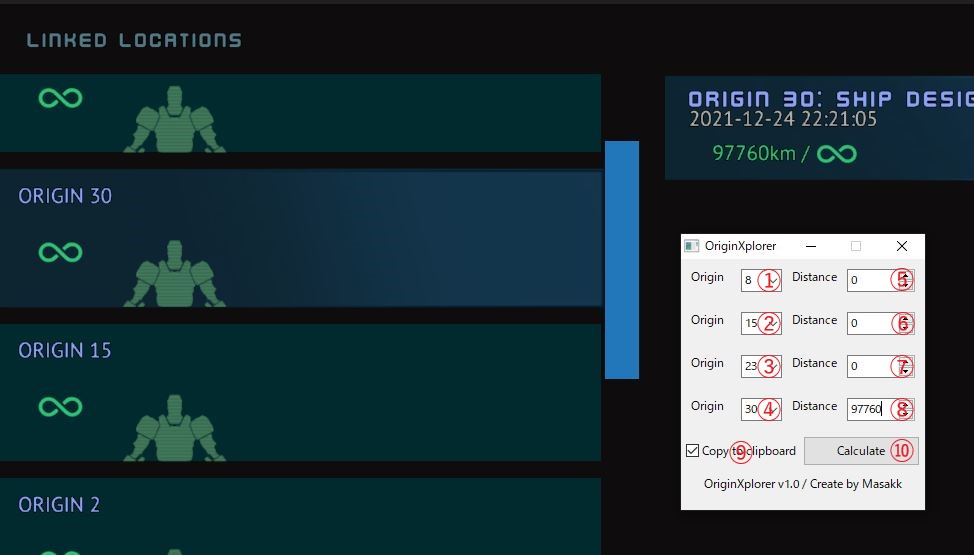 LINKED LOCATIONS
ORIGIN 30
ORIGIN 15
ORIGIN 2
ORIGIN 30: SHIP DESIG
2021-12-24 22:21:05
97760km / ∞
OriginXplorer
Origin 8 ① Distance 0 ⑤
Origin 15 ② Distance 0 ⑥
Origin 23 ③ Distance 0 ⑦
Origin 30 ④ Distance 97760 ⑧
Copy to clipboard ⑨ Calculate ⑩
OriginXplorer v1.0 / Create by Masakk